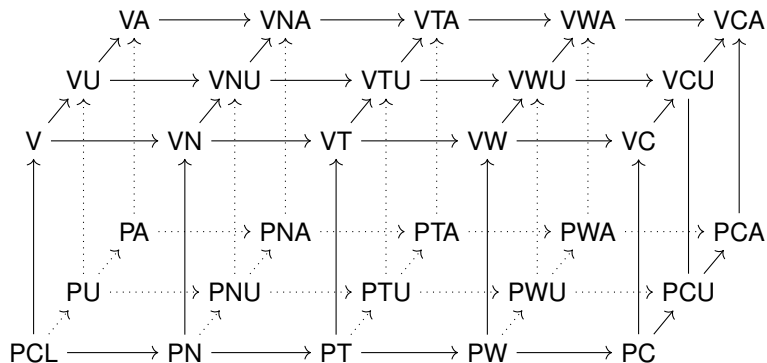 VA VNA VTA VWA VCA
VU VNU VTU VWU VCU
V VN VT VW VC
PA PNA PTA PWA PCA
PU PNU PTU PWU PCU
PCL PN PT PW PC